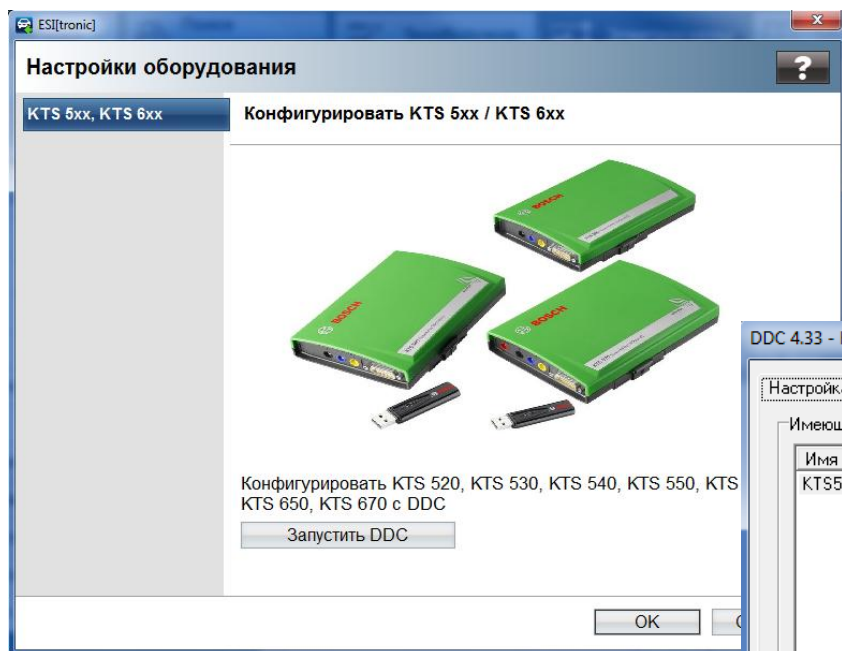 ESI[tronic]
Настройки оборудования
?
KTS 5xx, KTS 6xx
Конфигурировать KTS 5xx / KTS 6xx
BOSCH
BOSCH
BOSCH
Конфигурировать KTS 520, KTS 530, KTS 540, KTS 550, KTS
KTS 650, KTS 670 с DDC
Запустить DDC
OK
DDC 4.33 -
Настройк
Имеющ
Имя
KTS5